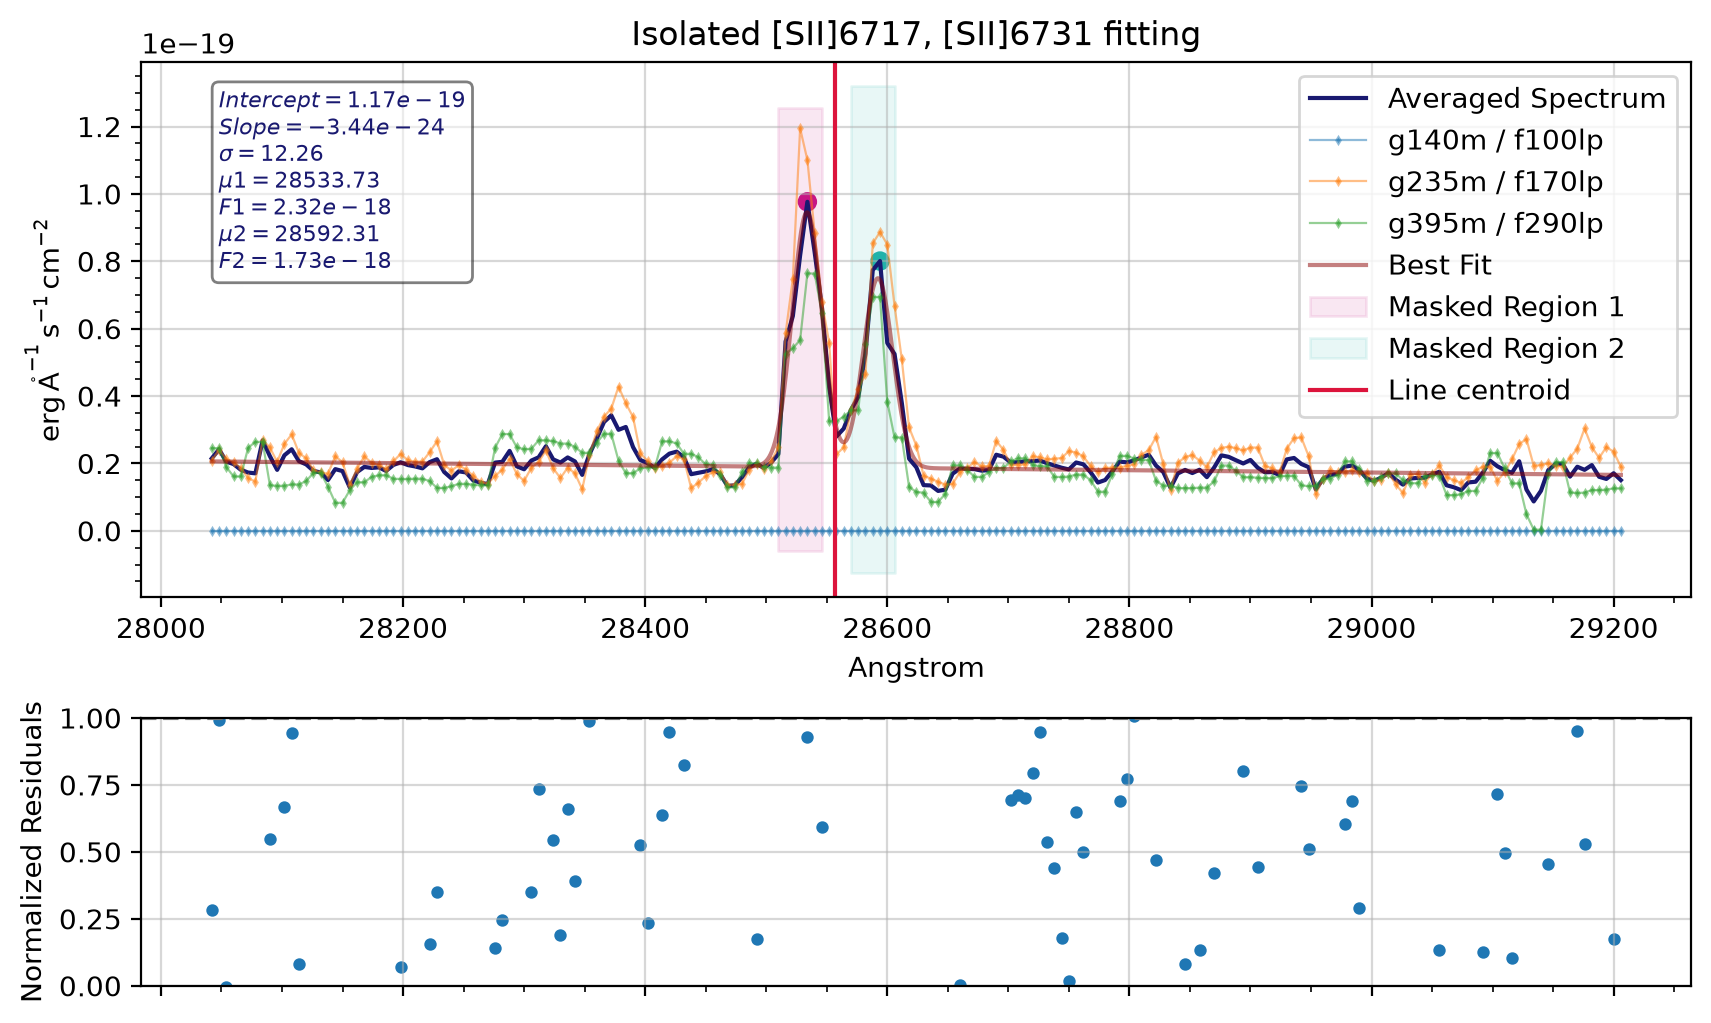 Isolated [SII]6717, [SII]6731 fitting
1e−19
Intercept = 1.17e − 19
Slope = −3.44e − 24
σ = 12.26
μ1 = 28533.73
F1 = 2.32e − 18
μ2 = 28592.31
F2 = 1.73e − 18
Averaged Spectrum
g140m / f100lp
g235m / f170lp
g395m / f290lp
Best Fit
Masked Region 1
Masked Region 2
Line centroid
erg Å⁻¹ s⁻¹ cm⁻²
1.2
1.0
0.8
0.6
0.4
0.2
0.0
28000 28200 28400 28600 28800 29000 29200
Angstrom
Normalized Residuals
1.00
0.75
0.50
0.25
0.00